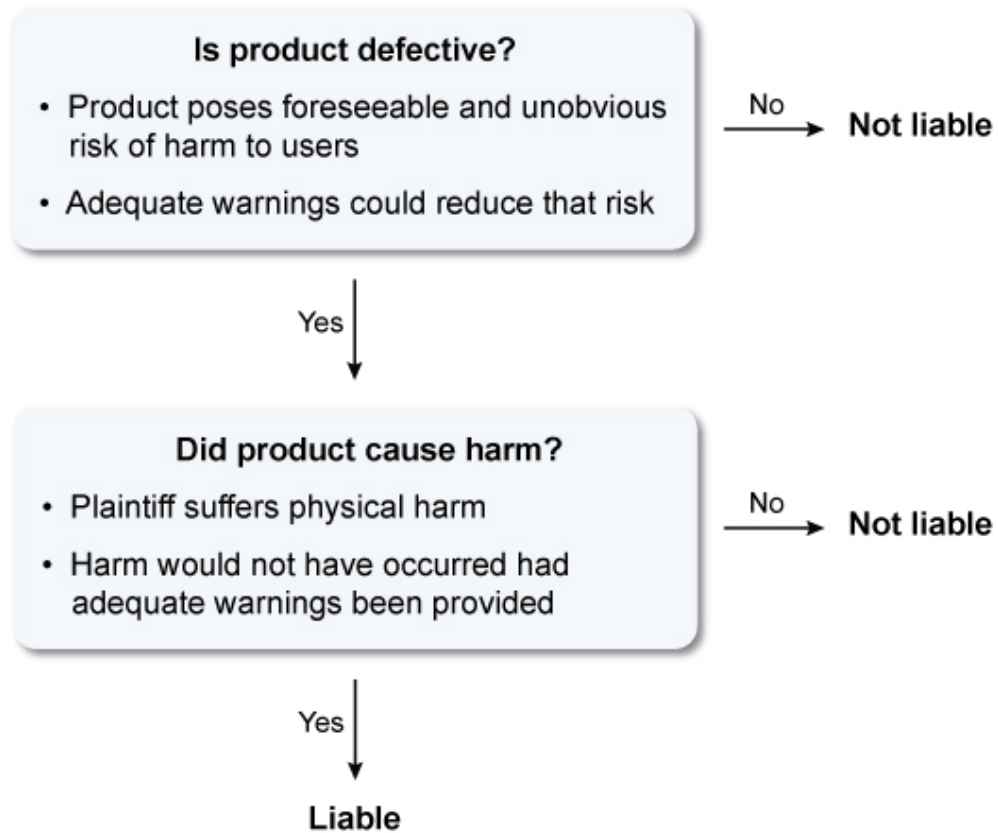 Is product defective?
• Product poses foreseeable and unobvious
risk of harm to users
• Adequate warnings could reduce that risk
No
Not liable
Yes
Did product cause harm?
• Plaintiff suffers physical harm
• Harm would not have occurred had
adequate warnings been provided
No
Not liable
Yes
Liable